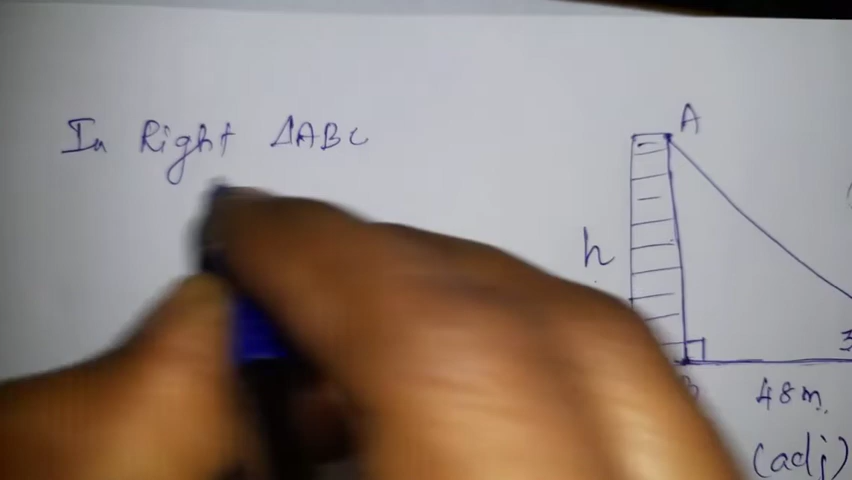 In Right ΔABC
A
h
B
48m.
(adj)